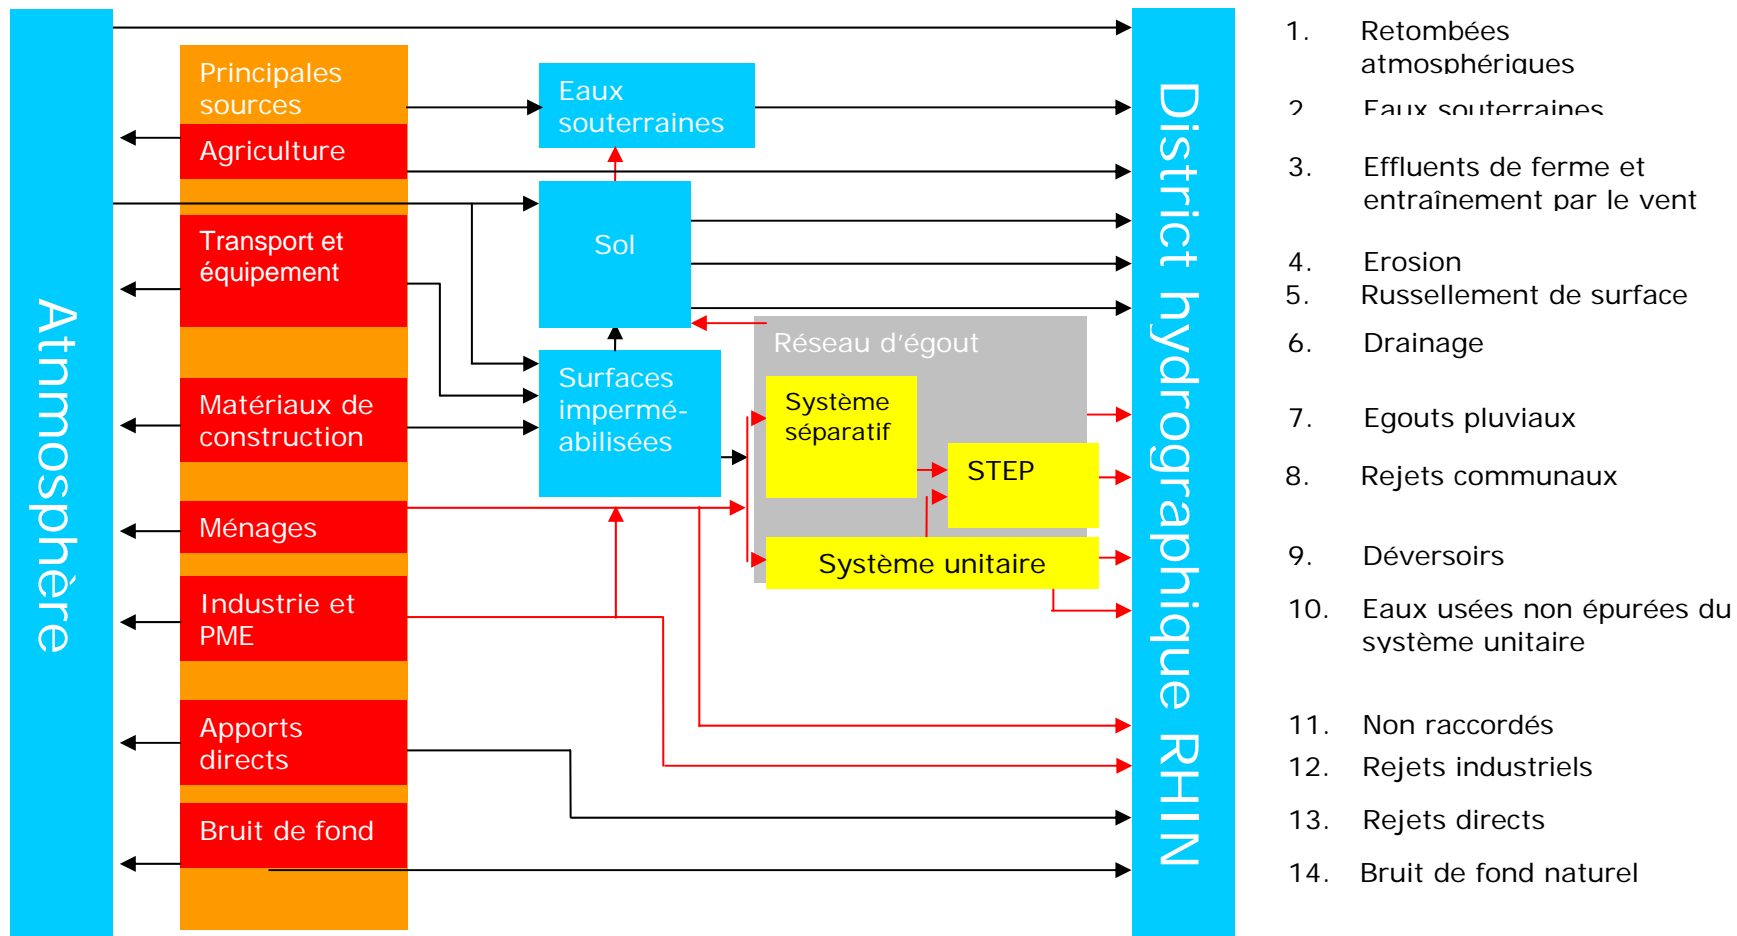 Atnmosphère
Principales
sources
Agriculture
Transport et
équipement
Matériaux de
construction
Ménages
Industrie et
PME
Apports
directs
Bruit de fond
Eaux
souterraines
Sol
Surfaces
impermé-
abilisées
Réseau d'égout
Système
séparatif
STEP
Système unitaire
District hydrographique RHIN
1. Retombées
atmosphériques
2 Eaux souterraines
3. Effluents de ferme et
entraînement par le vent
4. Erosion
5. Russellement de surface
6. Drainage
7. Egouts pluviaux
8. Rejets communaux
9. Déversoirs
10. Eaux usées non épurées du
système unitaire
11. Non raccordés
12. Rejets industriels
13. Rejets directs
14. Bruit de fond naturel